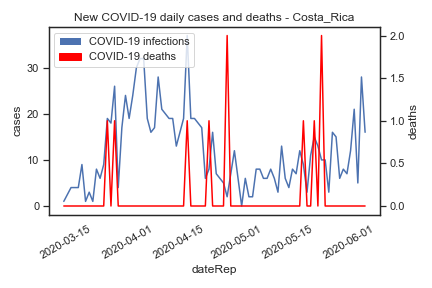 New COVID-19 daily cases and deaths - Costa_Rica
COVID-19 infections
COVID-19 deaths
cases
30
20
10
0
deaths
2.0
1.5
1.0
0.5
0.0
2020-03-15
2020-04-01
2020-04-15
2020-05-01
2020-05-15
2020-06-01
dateRep